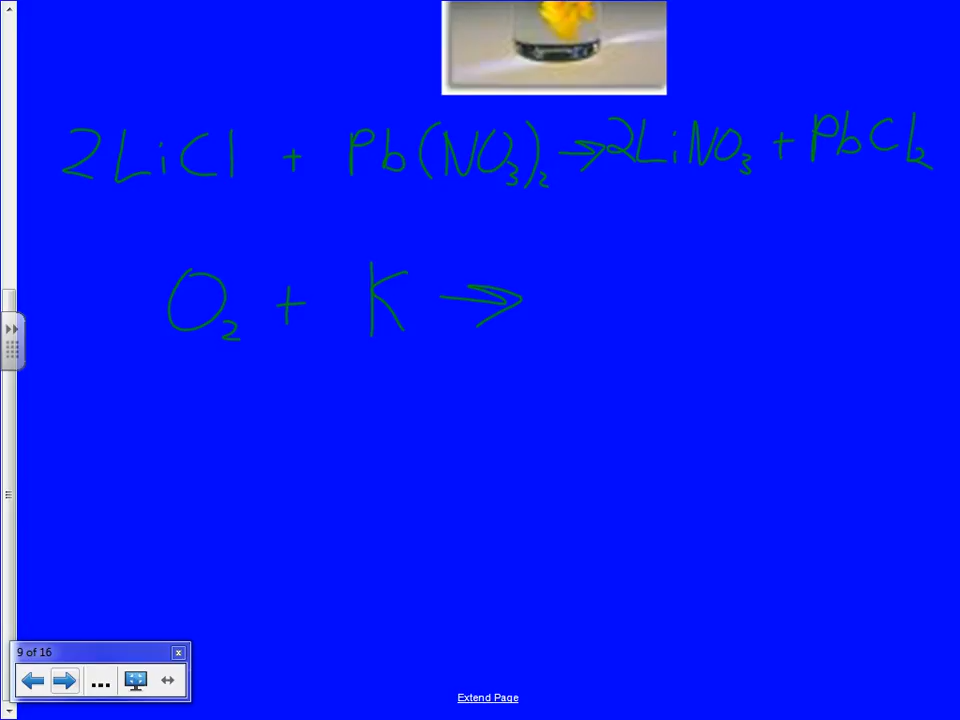 2LiCl + Pb(NO₃)₂ → 2LiNO₃ + PbCl₂
O₂ + K →
9 of 16
...
Extend Page